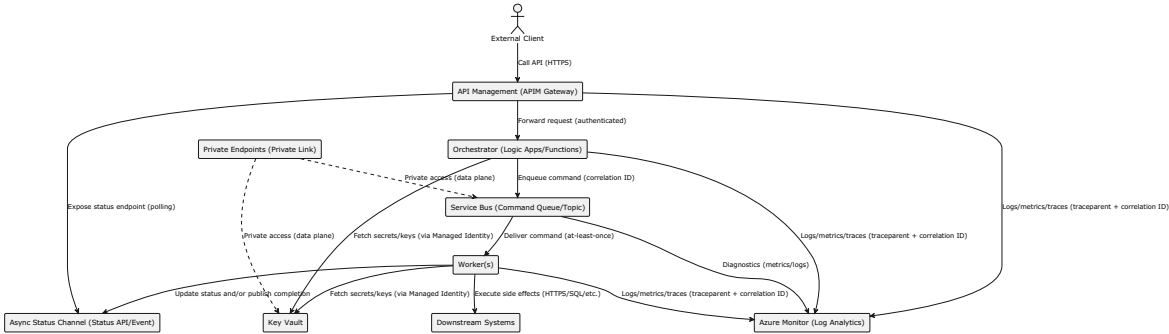 External Client
Call API (HTTPS)
API Management (APIM Gateway)
Forward request (authenticated)
Private Endpoints (Private Link)
Orchestrator (Logic Apps/Functions)
Private access (data plane)
Enqueue command (correlation ID)
Expose status endpoint (polling)
Service Bus (Command Queue/Topic)
Logs/metrics/traces (traceparent + correlation ID)
Private access (data plane)
Fetch secrets/keys (via Managed Identity)
Deliver command (at-least-once)
Logs/metrics/traces (traceparent + correlation ID)
Worker(s)
Diagnostics (metrics/logs)
Update status and/or publish completion
Fetch secrets/keys (via Managed Identity)
Execute side effects (HTTPS/SQL/etc.)
Logs/metrics/traces (traceparent + correlation ID)
Async Status Channel (Status API/Event)
Key Vault
Downstream Systems
Azure Monitor (Log Analytics)